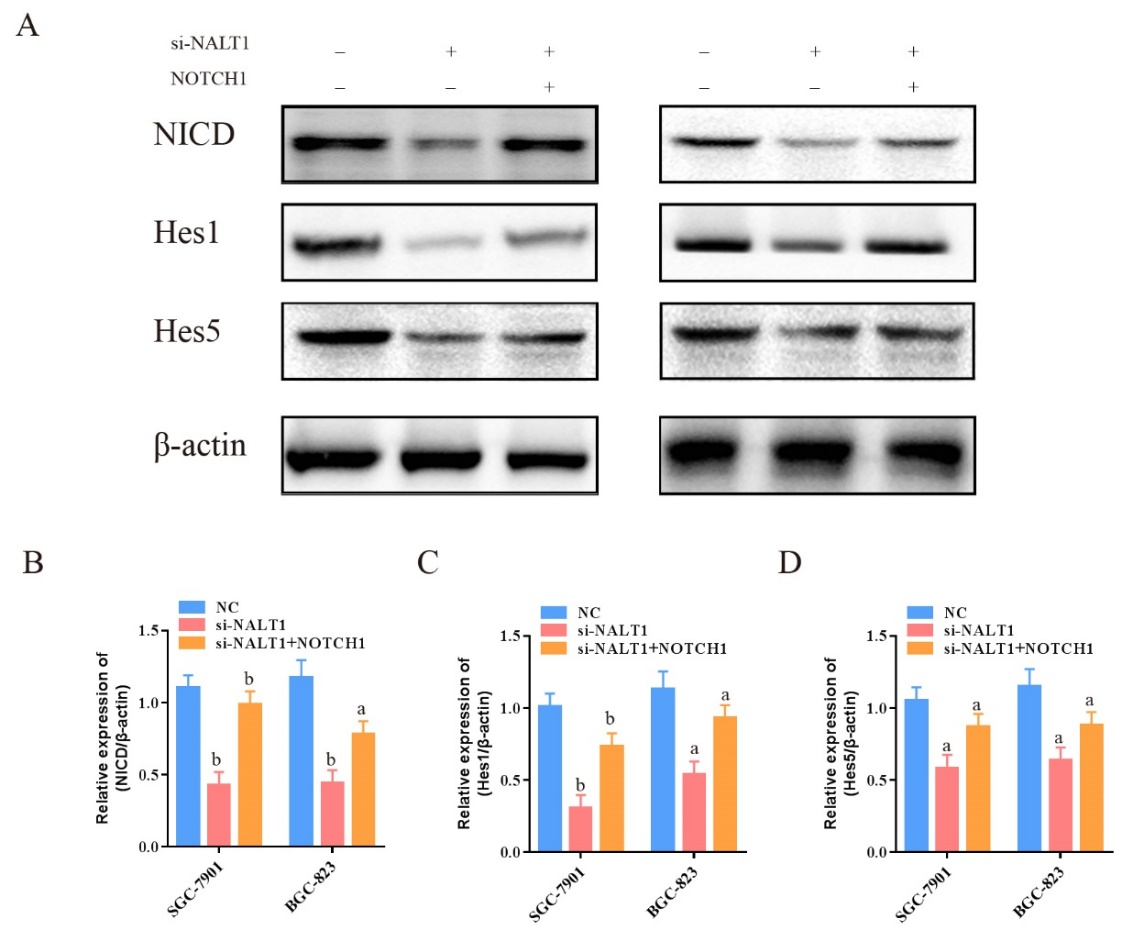 A
si-NALT1 – + + – + +
NOTCH1 – – + – – +
NICD
Hes1
Hes5
β-actin
B
NC
si-NALT1
si-NALT1+NOTCH1
Relative expression of
(NICD/β-actin)
1.5
1.0
0.5
0.0
b
b
b
a
SGC-7901
BGC-823
C
NC
si-NALT1
si-NALT1+NOTCH1
Relative expression of
(Hes1/β-actin)
1.5
1.0
0.5
0.0
b
b
a
a
SGC-7901
BGC-823
D
NC
si-NALT1
si-NALT1+NOTCH1
Relative expression of
(Hes5/β-actin)
1.5
1.0
0.5
0.0
a
a
a
a
SGC-7901
BGC-823